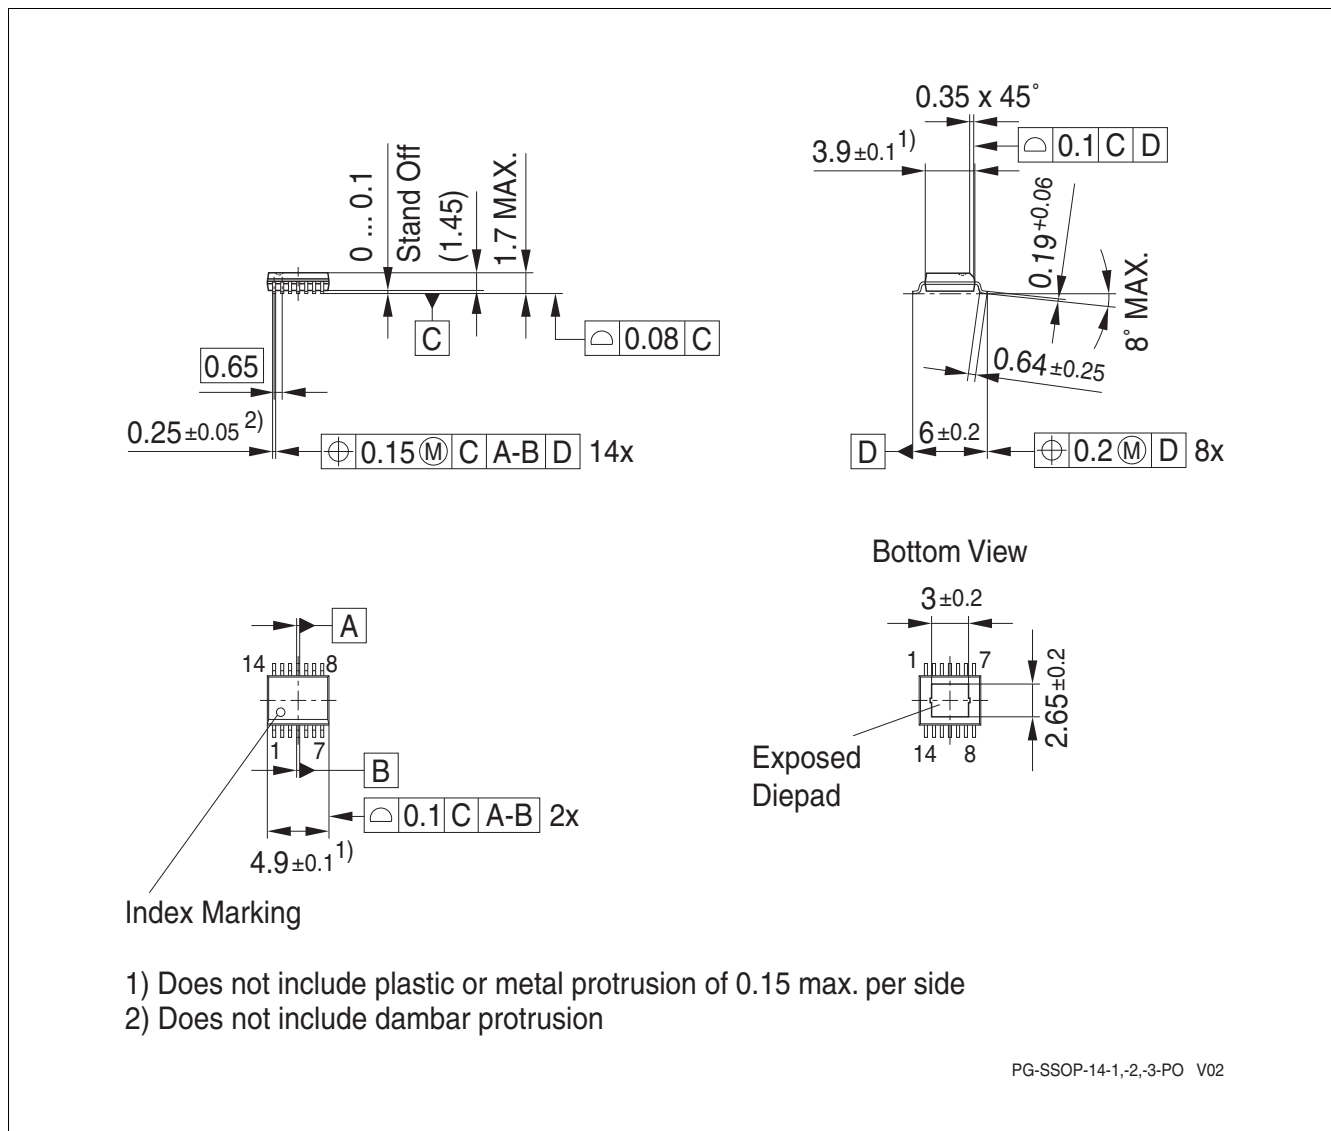 0.35 x 45°
3.9 ±0.1 1)
⌓ 0.1 C D
0 ... 0.1
Stand Off
(1.45)
1.7 MAX.
0.19 +0.06
8° MAX.
C
⌓ 0.08 C
0.65
0.64 ±0.25
0.25 ±0.05 2)
⌖ 0.15 Ⓜ C A-B D 14x
D
6 ±0.2
⌖ 0.2 Ⓜ D 8x
Bottom View
3 ±0.2
A
14 8
1 7
2.65 ±0.2
1 7
14 8
B
Exposed
Diepad
⌓ 0.1 C A-B 2x
4.9 ±0.1 1)
Index Marking
1) Does not include plastic or metal protrusion of 0.15 max. per side
2) Does not include dambar protrusion
PG-SSOP-14-1,-2,-3-PO V02